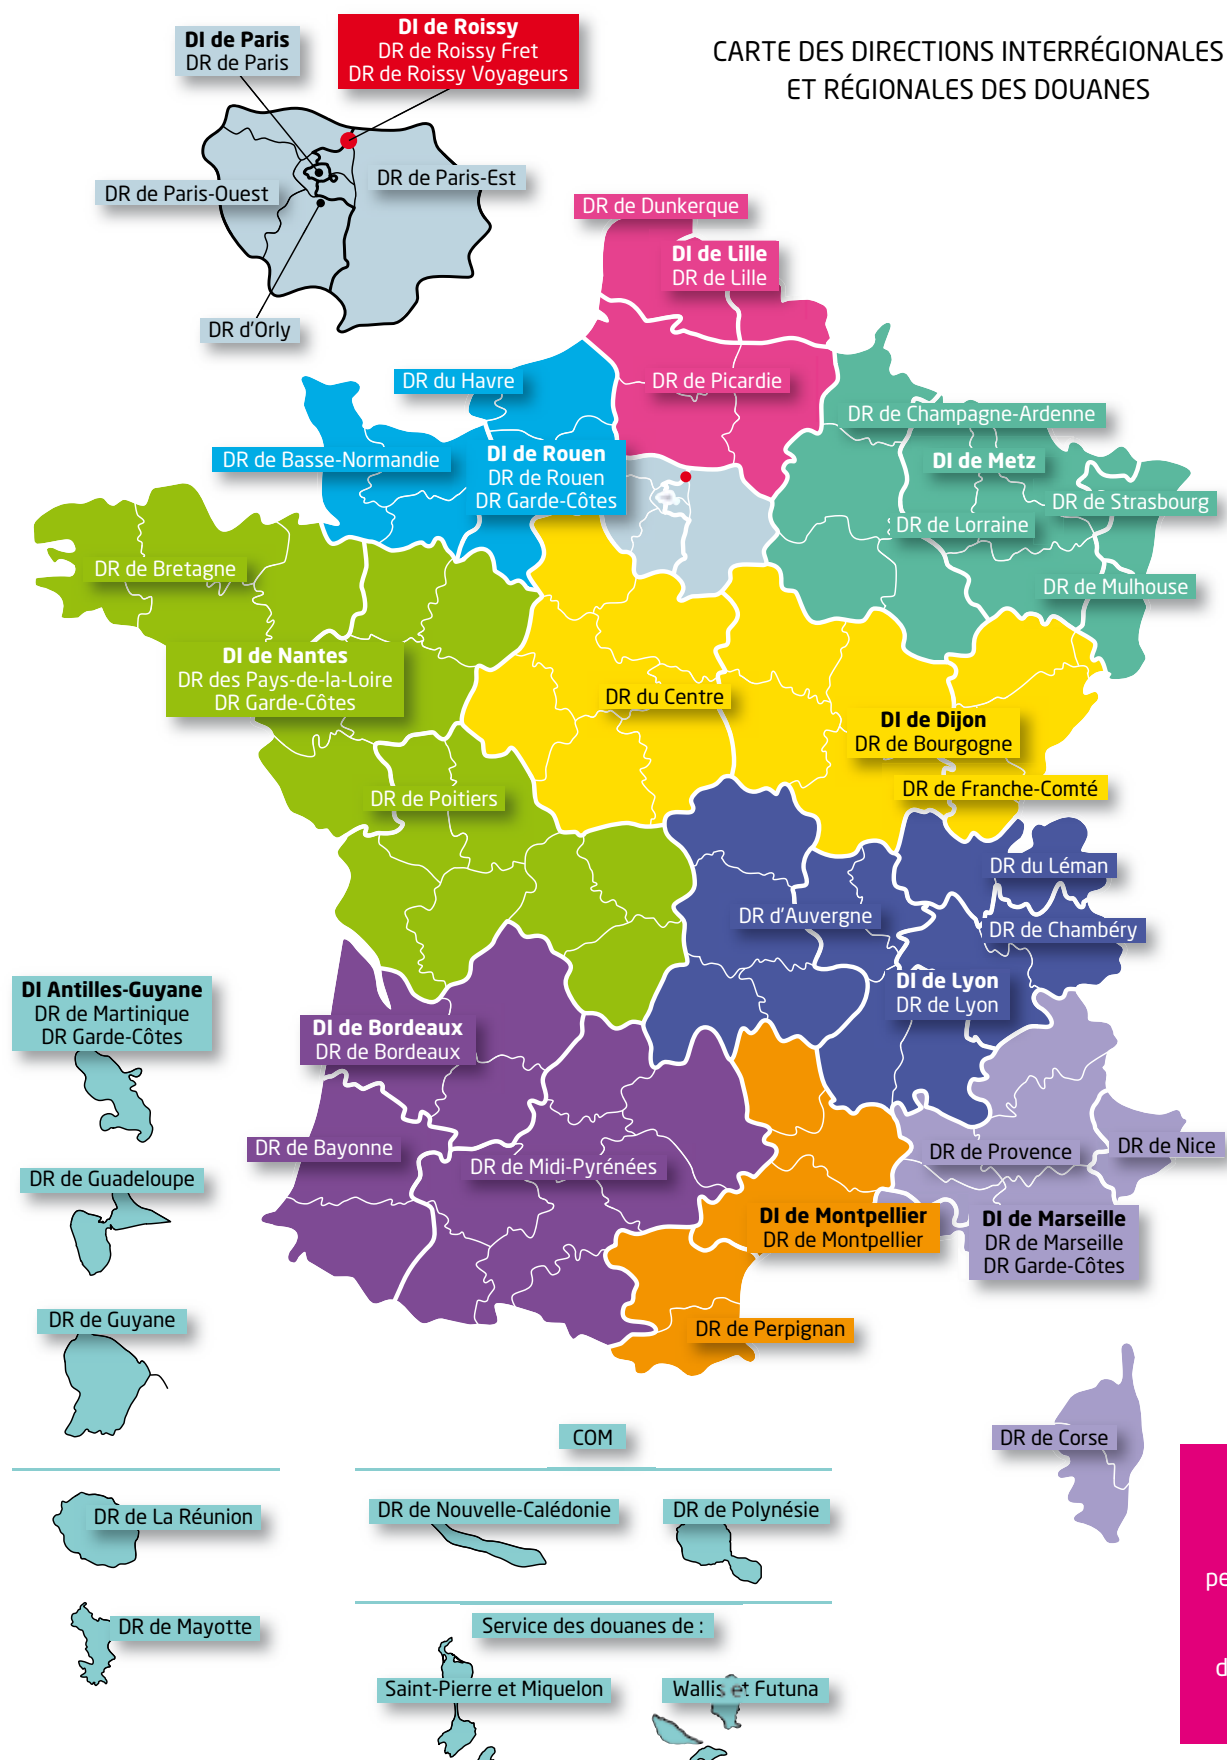 CARTE DES DIRECTIONS INTERRÉGIONALES
ET RÉGIONALES DES DOUANES
DI de Paris
DR de Paris
DI de Roissy
DR de Roissy Fret
DR de Roissy Voyageurs
DR de Paris-Ouest
DR de Paris-Est
DR d'Orly
DR de Dunkerque
DI de Lille
DR de Lille
DR du Havre
DR de Picardie
DR de Champagne-Ardenne
DR de Basse-Normandie
DI de Rouen
DR de Rouen
DR Garde-Côtes
DI de Metz
DR de Strasbourg
DR de Lorraine
DR de Bretagne
DR de Mulhouse
DI de Nantes
DR des Pays-de-la-Loire
DR Garde-Côtes
DR du Centre
DI de Dijon
DR de Bourgogne
DR de Franche-Comté
DR de Poitiers
DR du Léman
DR d'Auvergne
DR de Chambéry
DI de Lyon
DR de Lyon
DI Antilles-Guyane
DR de Martinique
DR Garde-Côtes
DI de Bordeaux
DR de Bordeaux
DR de Bayonne
DR de Midi-Pyrénées
DR de Provence
DR de Nice
DR de Guadeloupe
DI de Montpellier
DR de Montpellier
DI de Marseille
DR de Marseille
DR Garde-Côtes
DR de Guyane
DR de Perpignan
COM
DR de Corse
DR de La Réunion
DR de Nouvelle-Calédonie
DR de Polynésie
DR de Mayotte
Service des douanes de :
Saint-Pierre et Miquelon
Wallis et Futuna